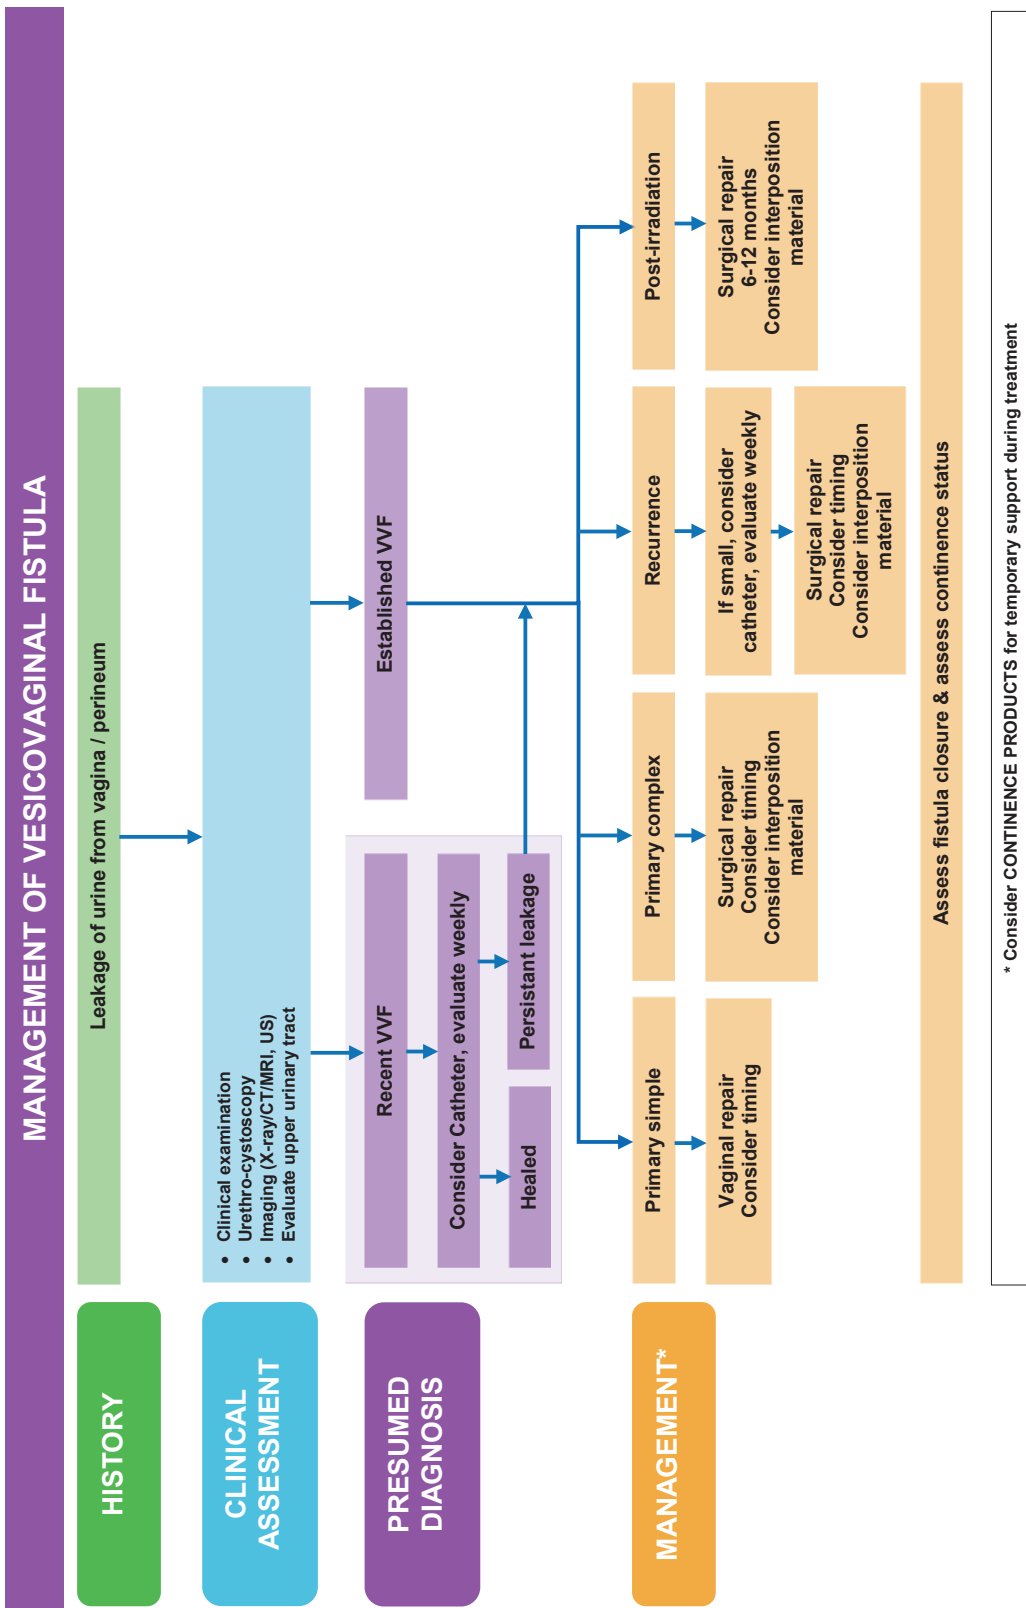 MANAGEMENT OF VESICOVAGINAL FISTULA
HISTORY
Leakage of urine from vagina / perineum
CLINICAL
ASSESSMENT
• Clinical examination
• Urethro-cystoscopy
• Imaging (X-ray/CT/MRI, US)
• Evaluate upper urinary tract
PRESUMED
DIAGNOSIS
Recent VVF
Consider Catheter, evaluate weekly
Healed
Persistant leakage
Established VVF
MANAGEMENT*
Primary simple
Vaginal repair
Consider timing
Primary complex
Surgical repair
Consider timing
Consider interposition
material
Recurrence
If small, consider
catheter, evaluate weekly
Surgical repair
Consider timing
Consider interposition
material
Post-irradiation
Surgical repair
6-12 months
Consider interposition
material
Assess fistula closure & assess continence status
* Consider CONTINENCE PRODUCTS for temporary support during treatment